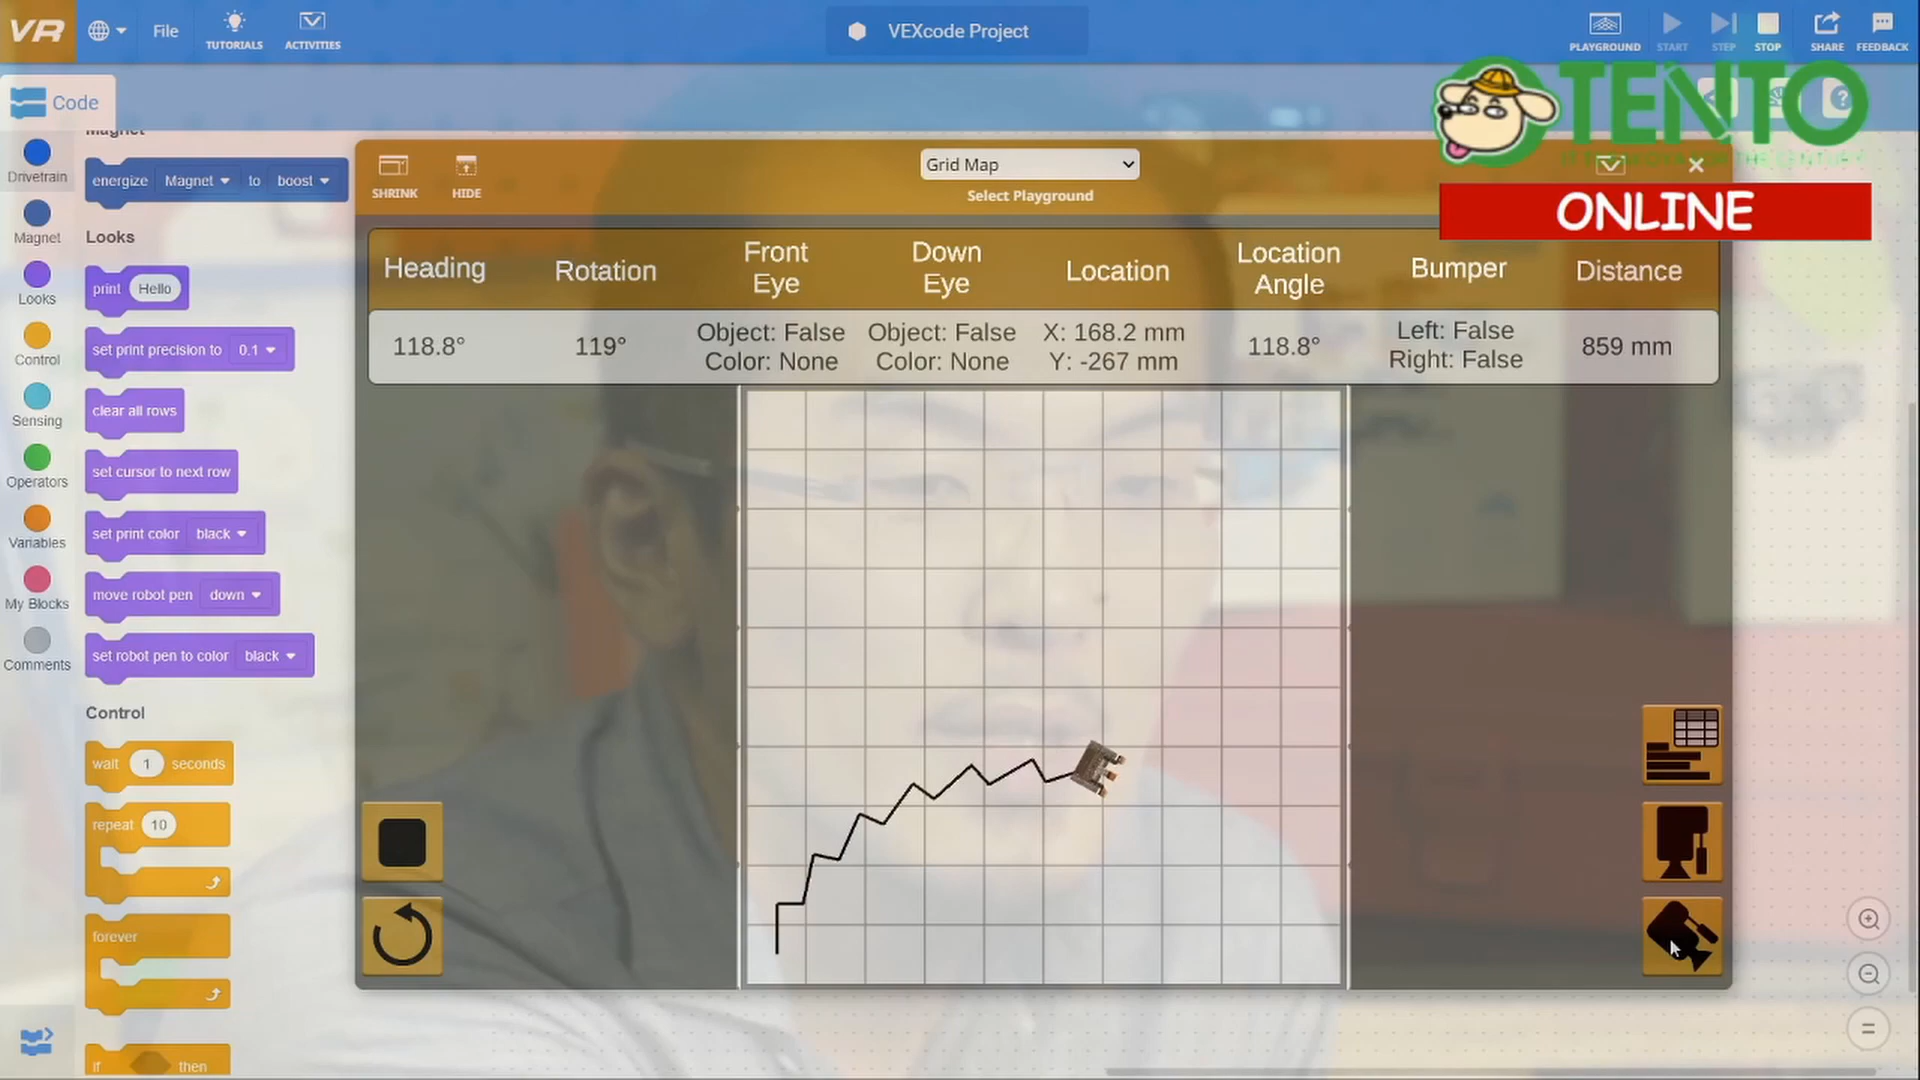 VR
File
TUTORIALS
ACTIVITIES
VEXcode Project
PLAYGROUND
START
STEP
STOP
SHARE
FEEDBACK
Code
TENTO
ONLINE
Drivetrain
Magnet
Looks
Control
Sensing
Operators
Variables
My Blocks
Comments
Magnet
energize Magnet to boost
Looks
print Hello
set print precision to 0.1
clear all rows
set cursor to next row
set print color black
move robot pen down
set robot pen to color black
Control
wait 1 seconds
repeat 10
forever
if then
SHRINK
HIDE
Grid Map
Select Playground
Heading
Rotation
Front
Eye
Down
Eye
Location
Location
Angle
Bumper
Distance
118.8°
119°
Object: False
Color: None
Object: False
Color: None
X: 168.2 mm
Y: -267 mm
118.8°
Left: False
Right: False
859 mm